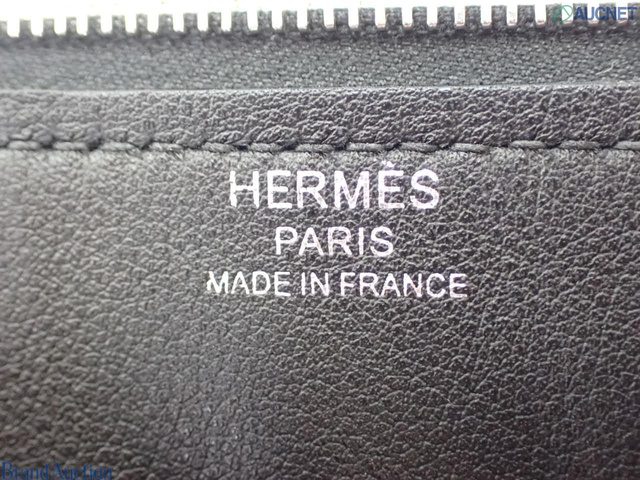 AUCNET
HERMÈS
PARIS
MADE IN FRANCE
Brand Auction